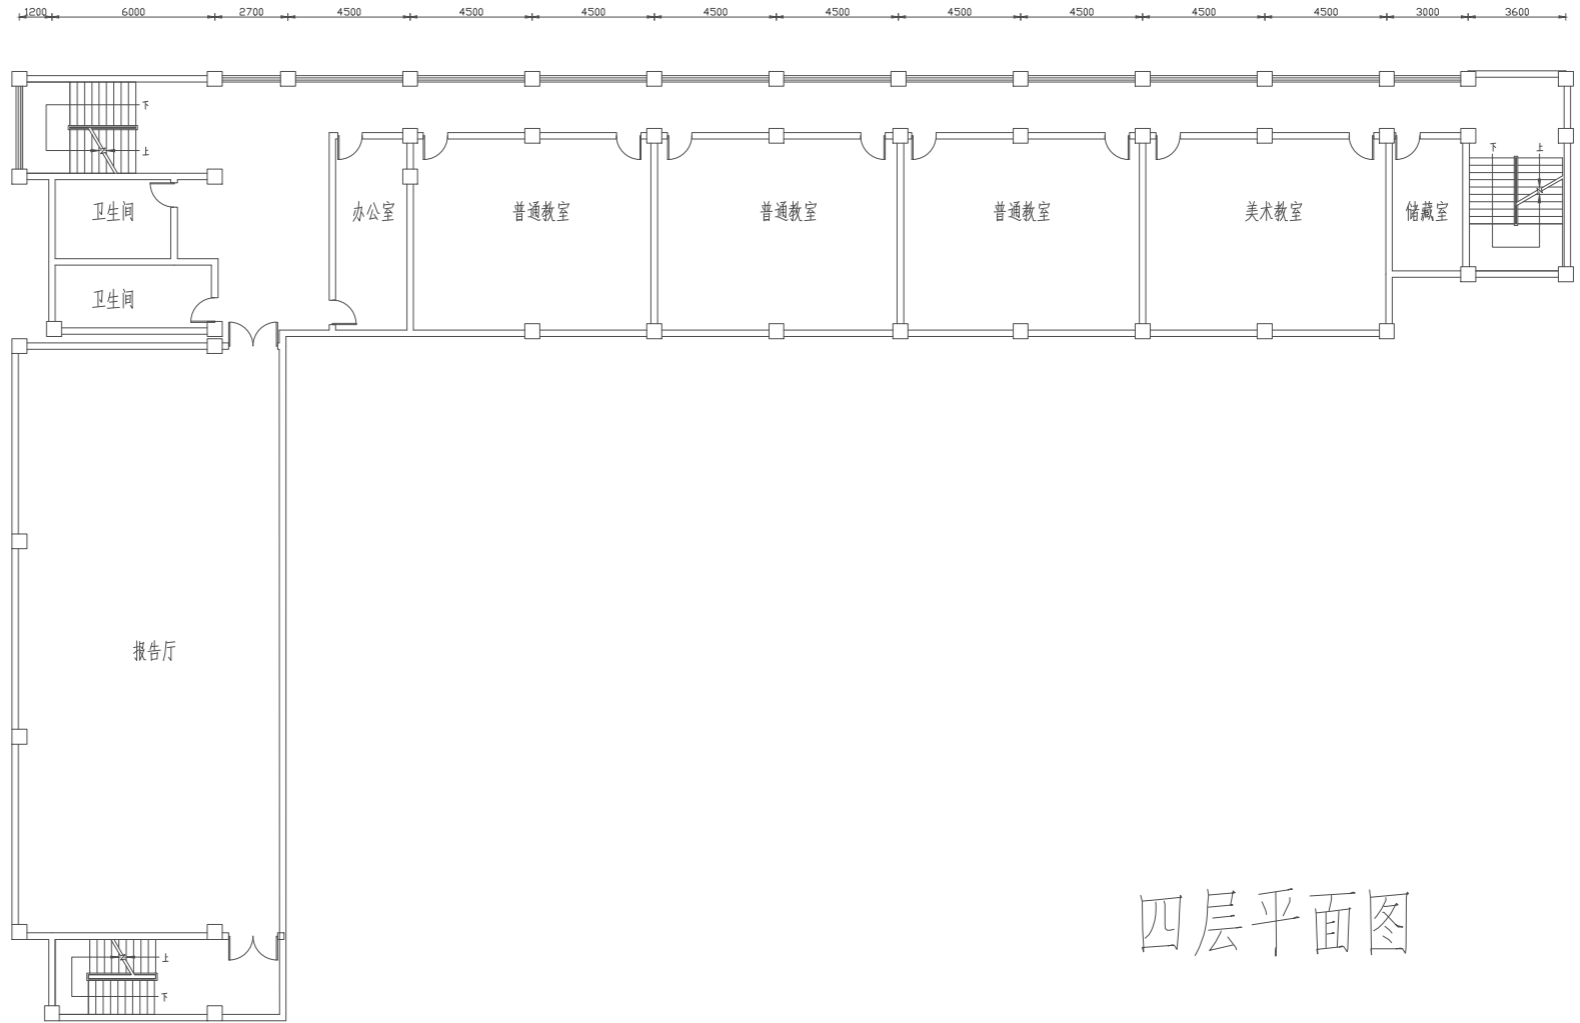 1200 6000 2700 4500 4500 4500 4500 4500 4500 4500 4500 4500 3000 3600
下
上
下 上
卫生间 办公室 普通教室 普通教室 普通教室 美术教室 储藏室
卫生间
报告厅
四层平面图
上
下